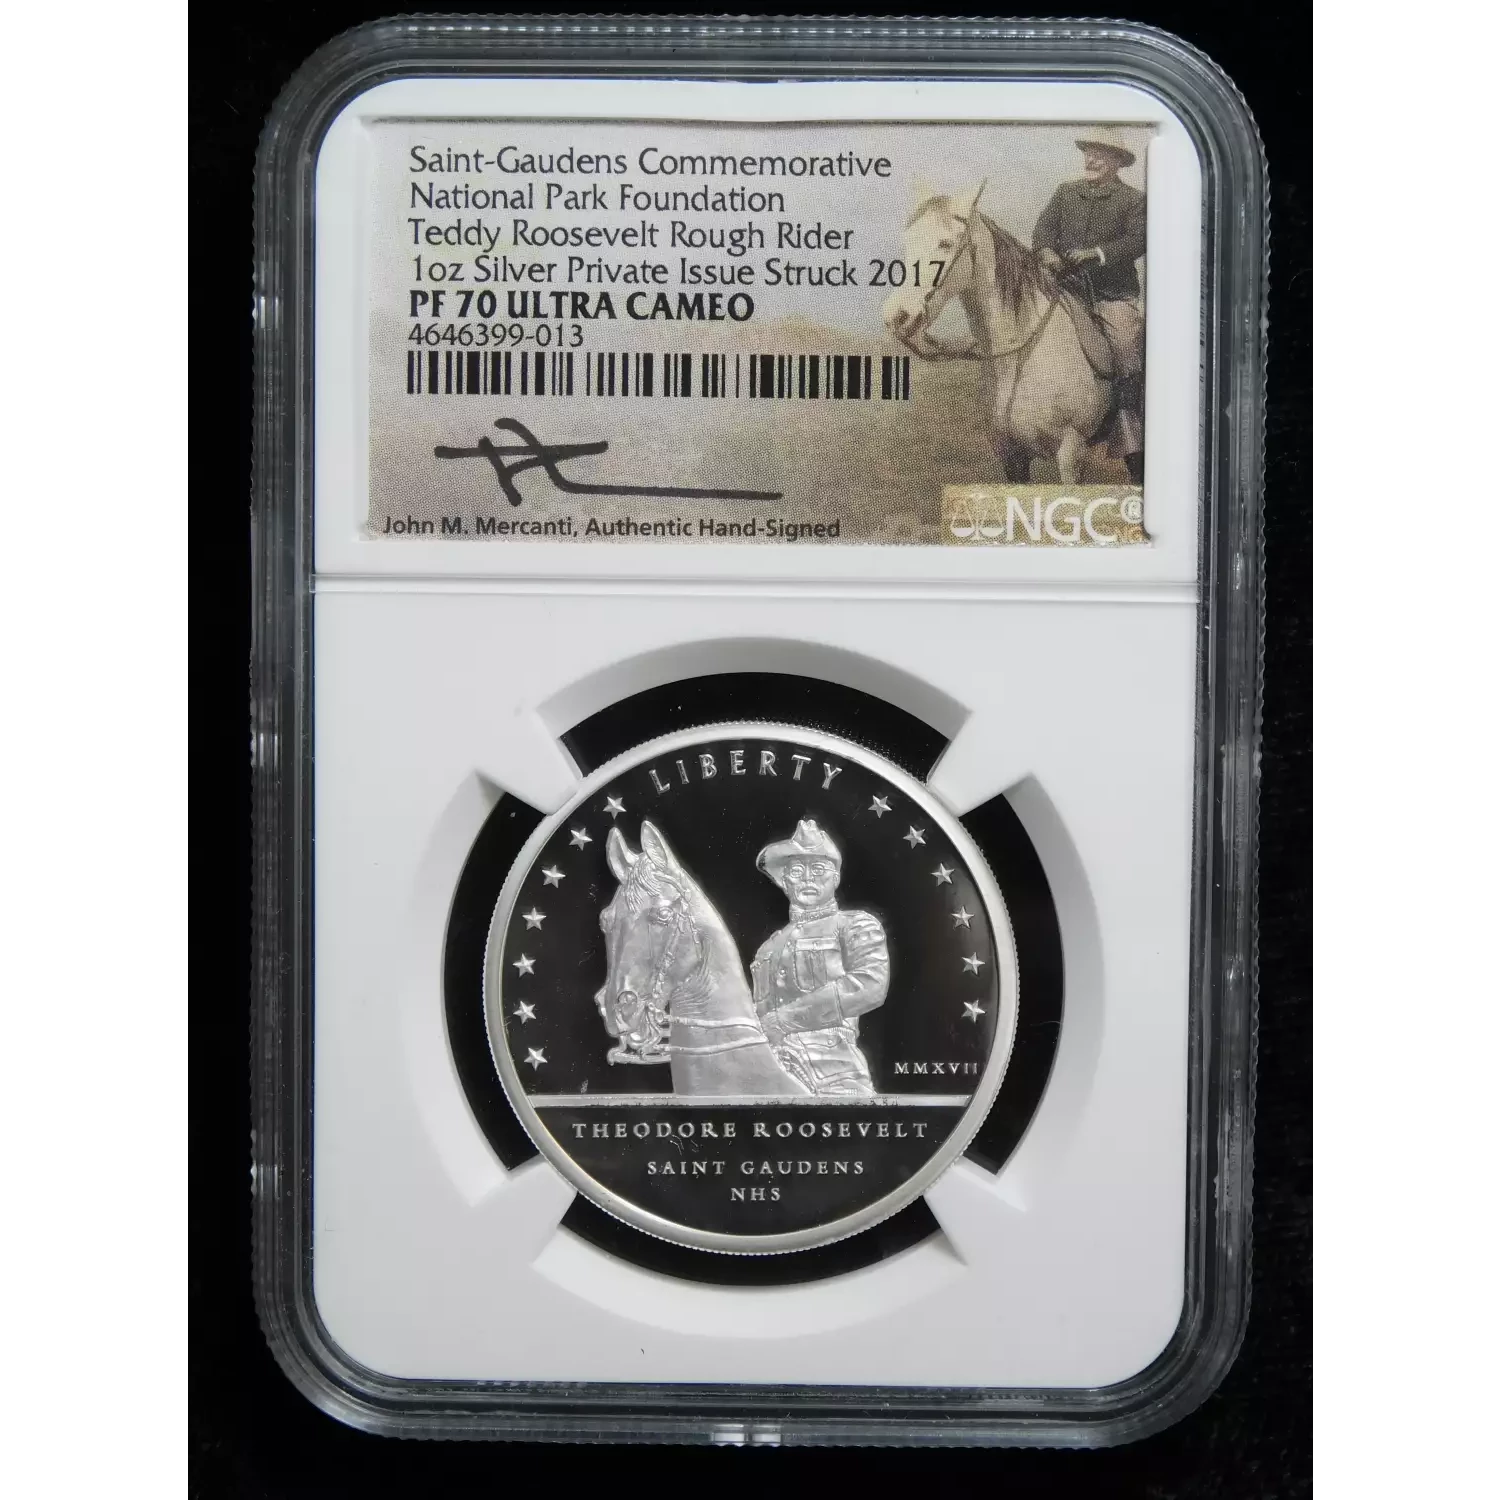 Saint-Gaudens Commemorative
National Park Foundation
Teddy Roosevelt Rough Rider
1oz Silver Private Issue Struck 2017
PF 70 ULTRA CAMEO
4646399-013
John M. Mercanti, Authentic Hand-Signed
NGC®
LIBERTY
MMXVII
THEODORE ROOSEVELT
SAINT GAUDENS
NHS